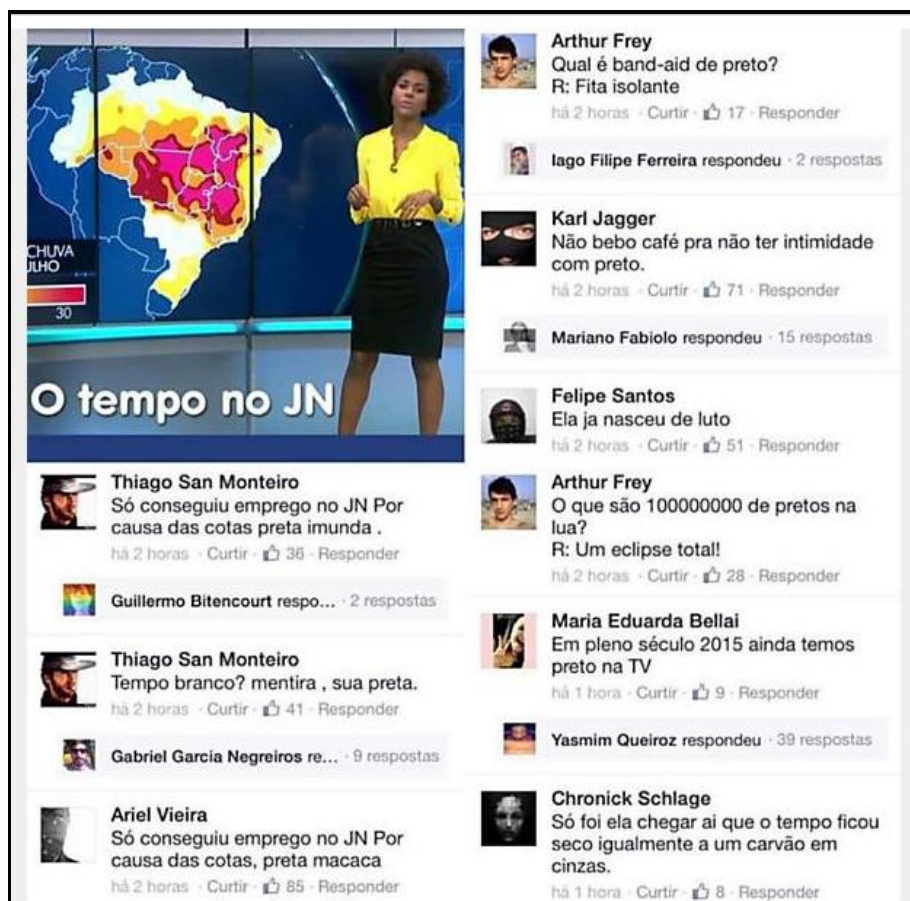 CHUVA
30
O tempo no JN
Thiago San Monteiro
Só conseguiu emprego no JN Por
causa das cotas preta imunda .
há 2 horas · Curtir · 36 · Responder
Guillermo Bitencourt respo... · 2 respostas
Thiago San Monteiro
Tempo branco? mentira , sua preta.
há 2 horas · Curtir · 41 · Responder
Gabriel Garcia Negreiros re... · 9 respostas
Ariel Vieira
Só conseguiu emprego no JN Por
causa das cotas, preta macaca
há 2 horas · Curtir · 85 · Responder
Arthur Frey
Qual é band-aid de preto?
R: Fita isolante
há 2 horas · Curtir · 17 · Responder
Iago Filipe Ferreira respondeu · 2 respostas
Karl Jagger
Não bebo café pra não ter intimidade
com preto.
há 2 horas · Curtir · 71 · Responder
Mariano Fabiolo respondeu · 15 respostas
Felipe Santos
Ela ja nasceu de luto
há 2 horas · Curtir · 51 · Responder
Arthur Frey
O que são 100000000 de pretos na
lua?
R: Um eclipse total!
há 2 horas · Curtir · 28 · Responder
Maria Eduarda Bellai
Em pleno século 2015 ainda temos
preto na TV
há 1 hora · Curtir · 9 · Responder
Yasmim Queiroz respondeu · 39 respostas
Chronick Schlage
Só foi ela chegar ai que o tempo ficou
seco igualmente a um carvão em
cinzas.
há 1 hora · Curtir · 8 · Responder